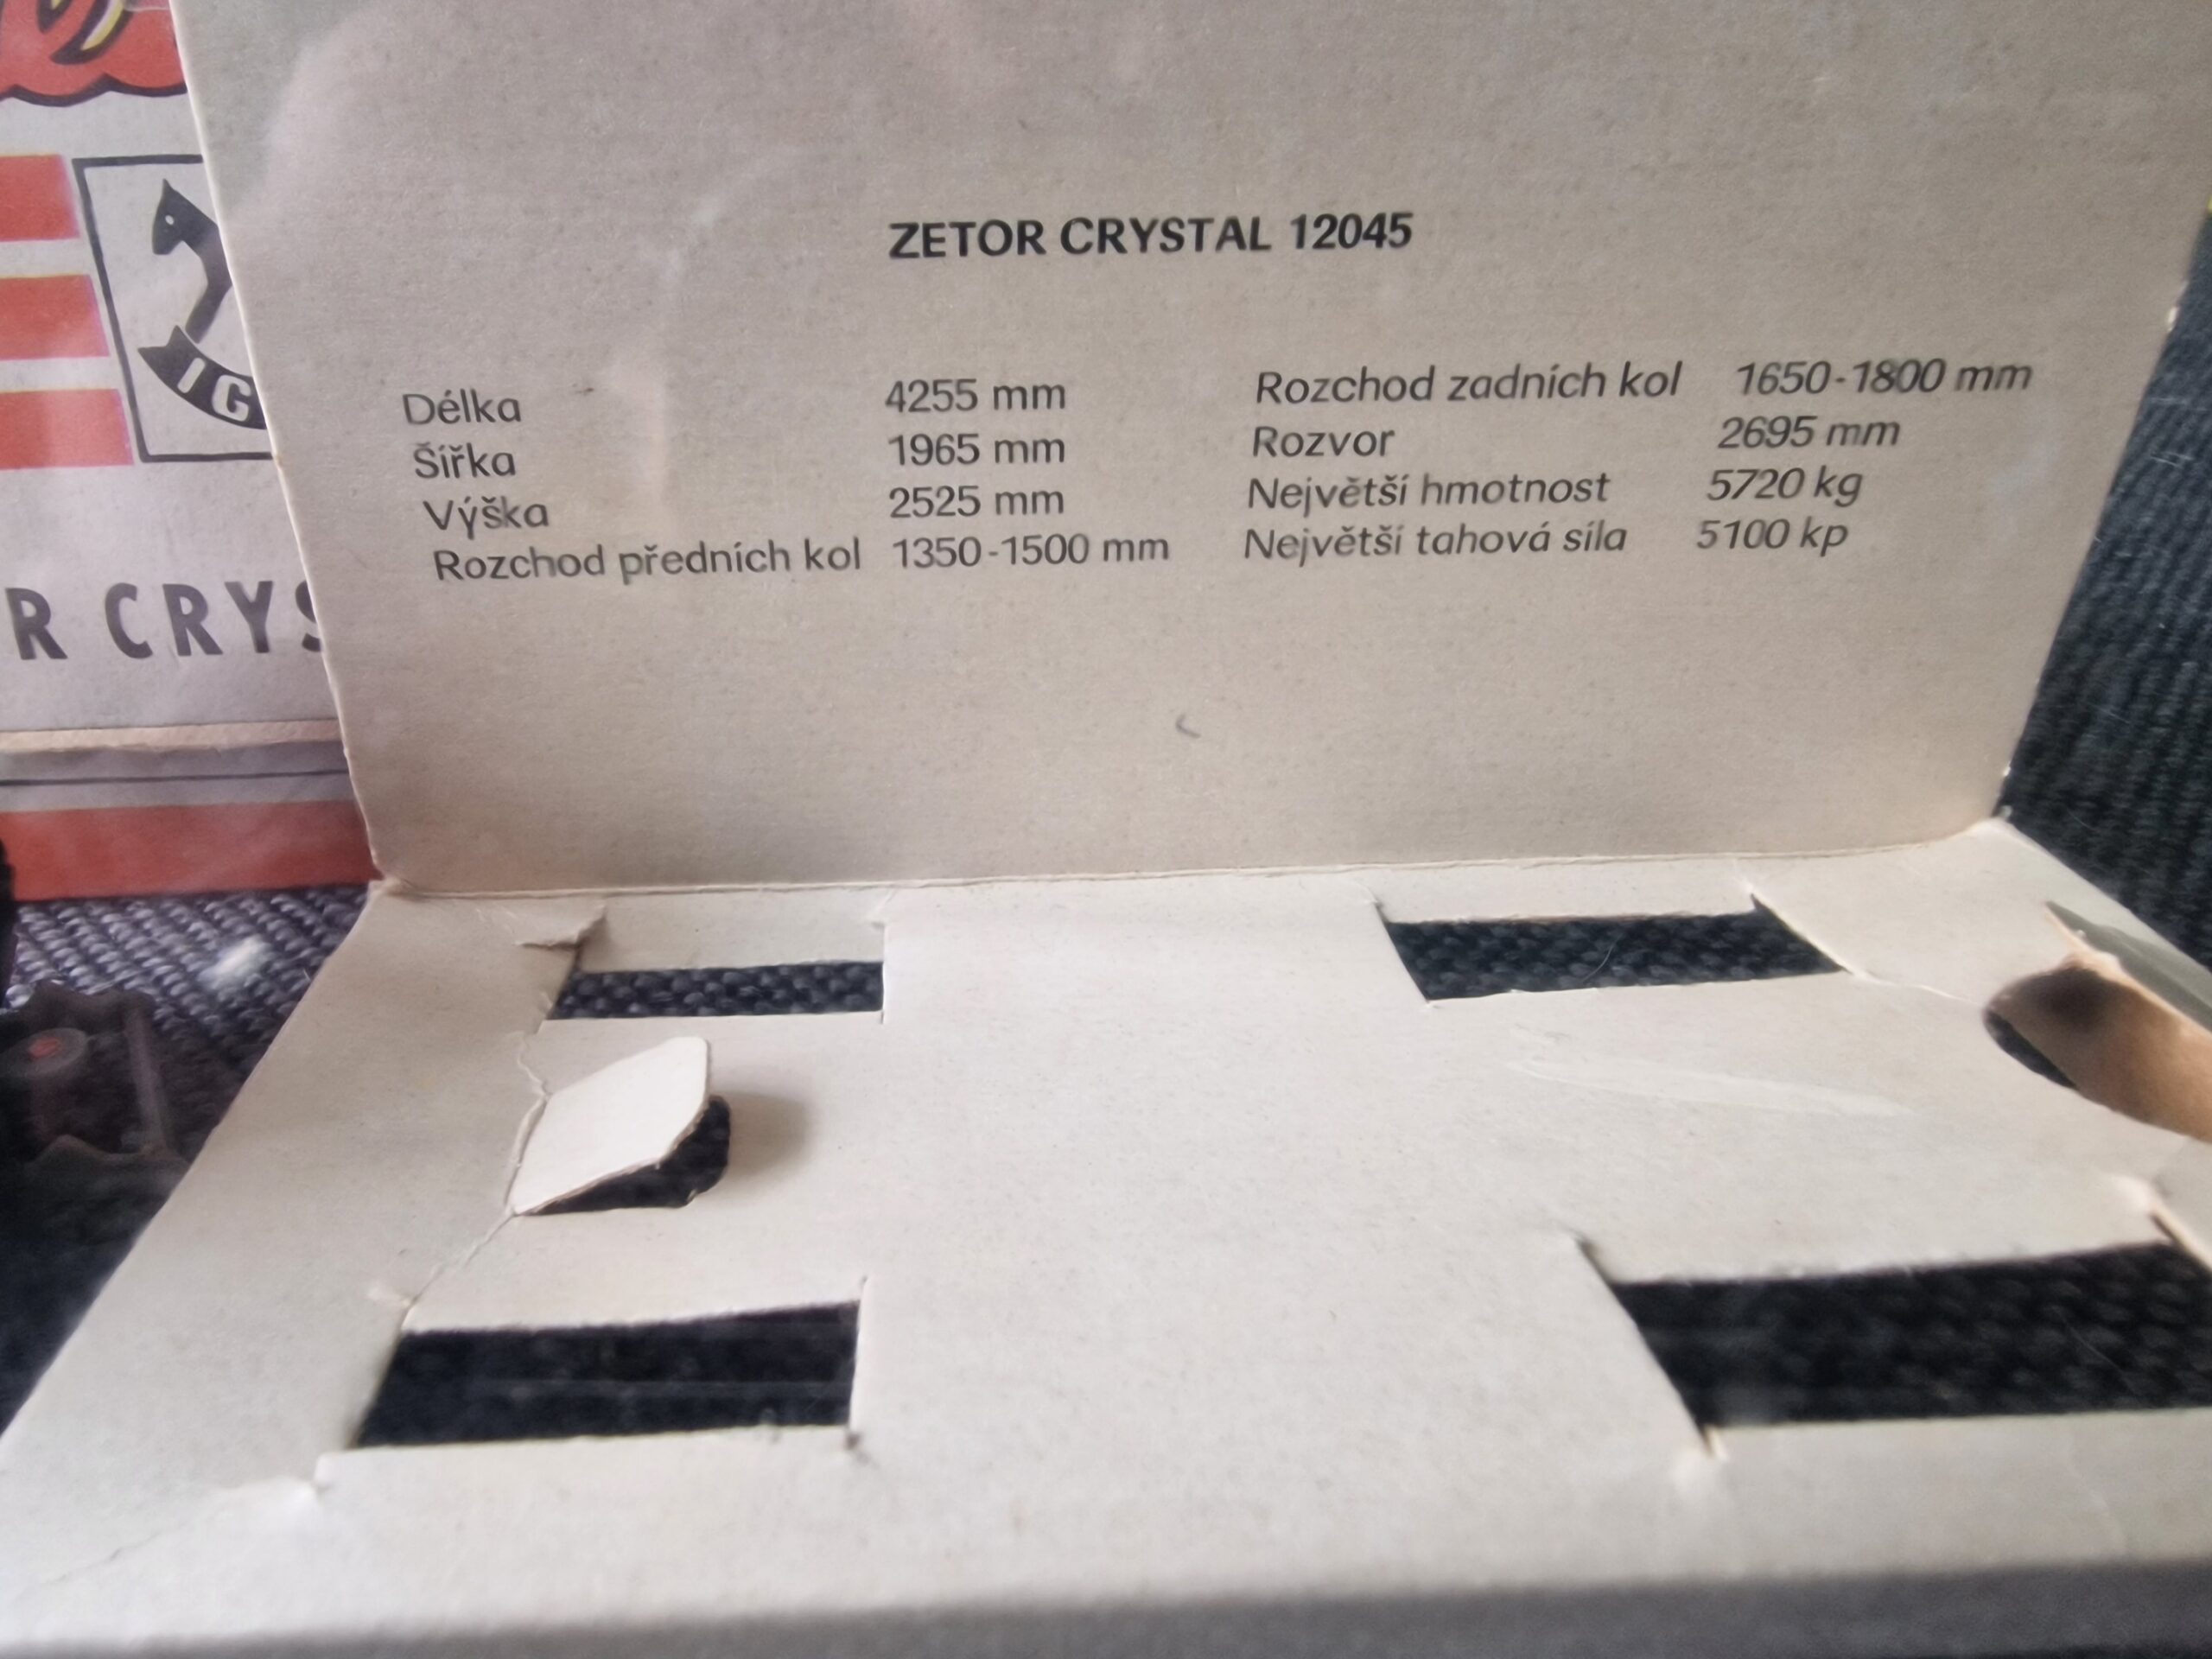 ZETOR CRYSTAL 12045
Délka 4255 mm
Šířka 1965 mm
Výška 2525 mm
Rozchod předních kol 1350-1500 mm
Rozchod zadních kol 1650-1800 mm
Rozvor 2695 mm
Největší hmotnost 5720 kg
Největší tahová síla 5100 kp
IG
R CRYS